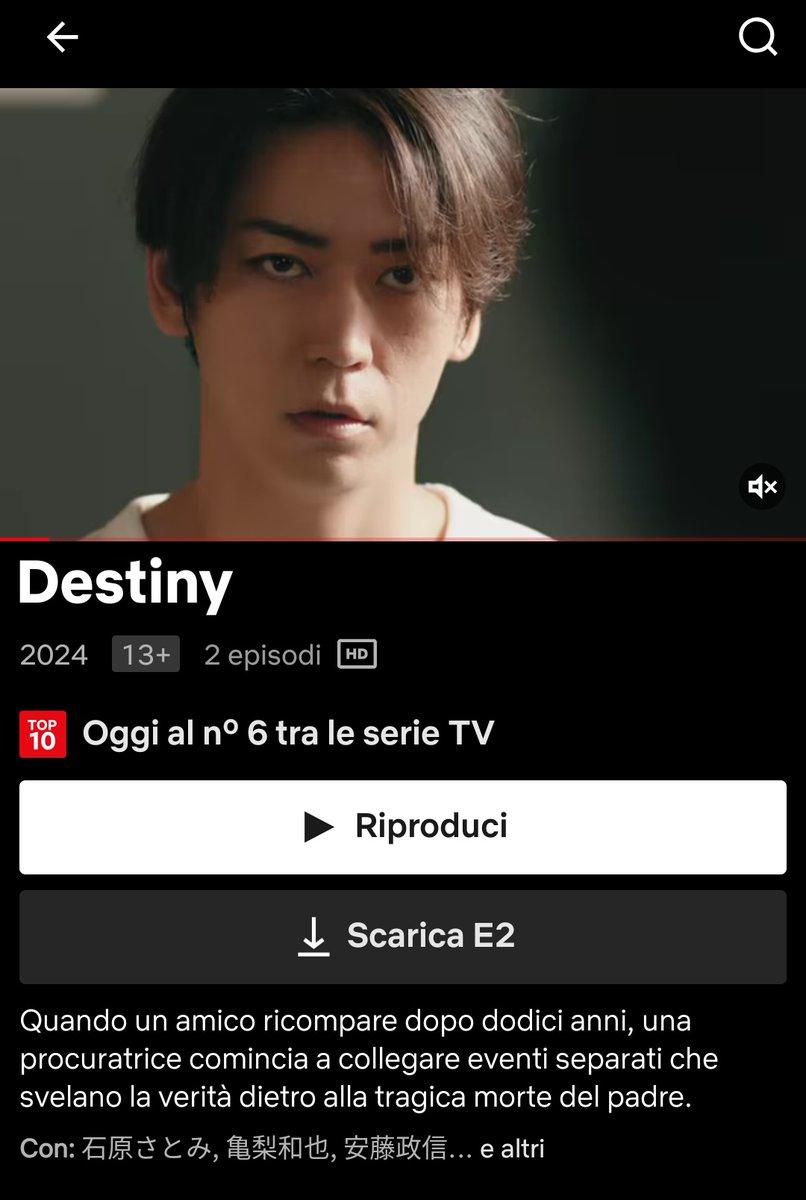 Destiny
2024 13+ 2 episodi HD
TOP 10 Oggi al nº 6 tra le serie TV
Riproduci
Scarica E2
Quando un amico ricompare dopo dodici anni, una
procuratrice comincia a collegare eventi separati che
svelano la verità dietro alla tragica morte del padre.
Con: 石原さとみ, 亀梨和也, 安藤政信... e altri